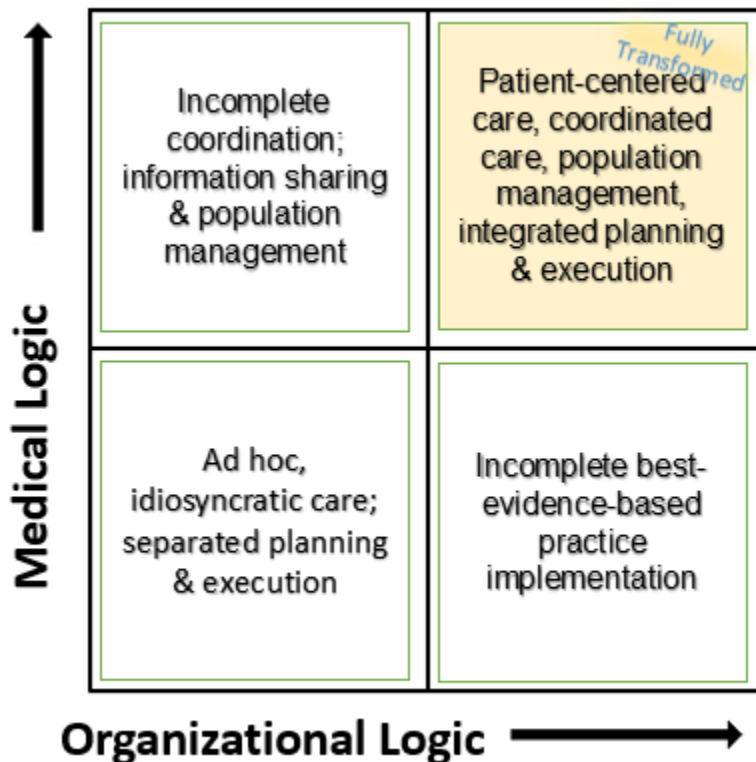 Incomplete
coordination;
information sharing
& population
management
Fully
Transformed
Patient-centered
care, coordinated
care, population
management,
integrated planning
& execution
Medical Logic
Ad hoc,
idiosyncratic care;
separated planning
& execution
Incomplete best-
evidence-based
practice
implementation
Organizational Logic